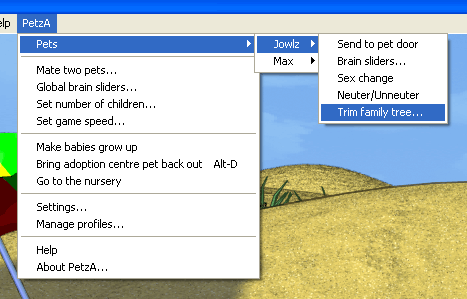 elp PetzA
Pets
Jowlz
Max
Send to pet door
Brain sliders...
Sex change
Neuter/Unneuter
Trim family tree...
Mate two pets...
Global brain sliders...
Set number of children...
Set game speed...
Make babies grow up
Bring adoption centre pet back out Alt-D
Go to the nursery
Settings...
Manage profiles...
Help
About PetzA...